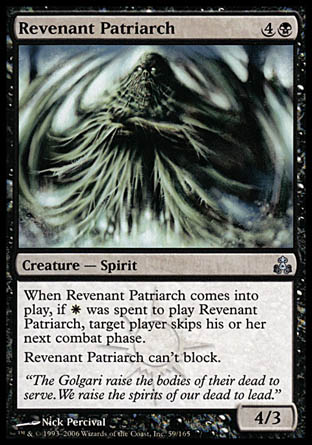 Revenant Patriarch 4
Creature — Spirit
When Revenant Patriarch comes into
play, if was spent to play Revenant
Patriarch, target player skips his or her
next combat phase.
Revenant Patriarch can't block.
"The Golgari raise the bodies of their dead to
serve. We raise the spirits of our dead to lead."
Nick Percival
™ & © 1993–2006 Wizards of the Coast, Inc. 59/165
4/3